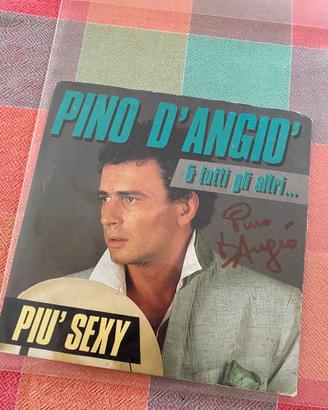 PINO D'ANGIO'
& tutti gli altri...
Pino
D'Angiò
PIU' SEXY